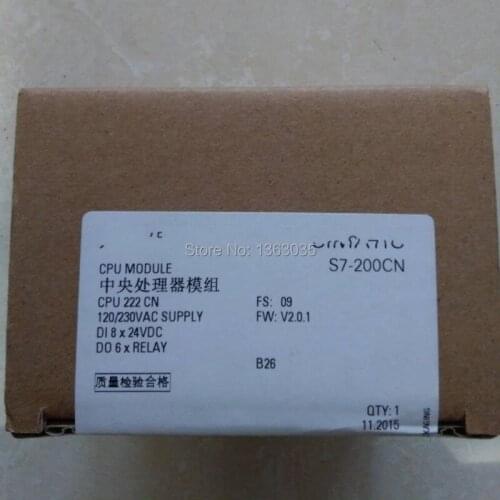 Store No.: 1363035
S7-200CN
CPU MODULE
中央处理器模组
CPU 222 CN
FS: 09
120/230VAC SUPPLY
FW: V2.0.1
DI 8 x 24VDC
DO 6 x RELAY
B26
质量检验合格
QTY: 1
11.2015